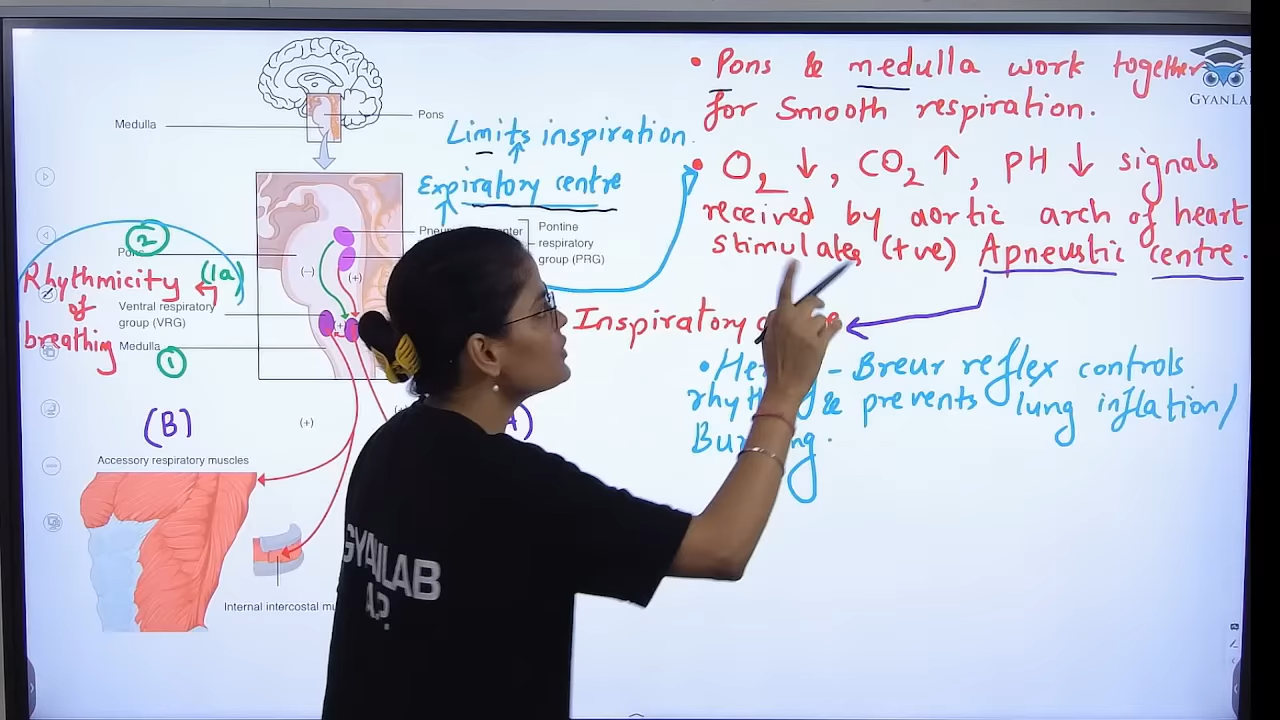 • Pons & medulla work together
for smooth respiration.
GYANLAB
Medulla
Pons
Limits inspiration
Expiratory centre
• O2 ↓, CO2 ↑, pH ↓ signals
received by aortic arch of heart
stimulates (+ve) Apneustic centre.
Pontine
respiratory
group (PRG)
2
(1a)
Rhythmicity
of
breathing
(−)
(+)
Ventral respiratory
group (VRG)
Medulla
1
Inspiratory
• - Breur reflex controls
& prevents lung inflation/
(B)
(+)
Accessory respiratory muscles
Internal intercostal
GYANLAB
A.P.